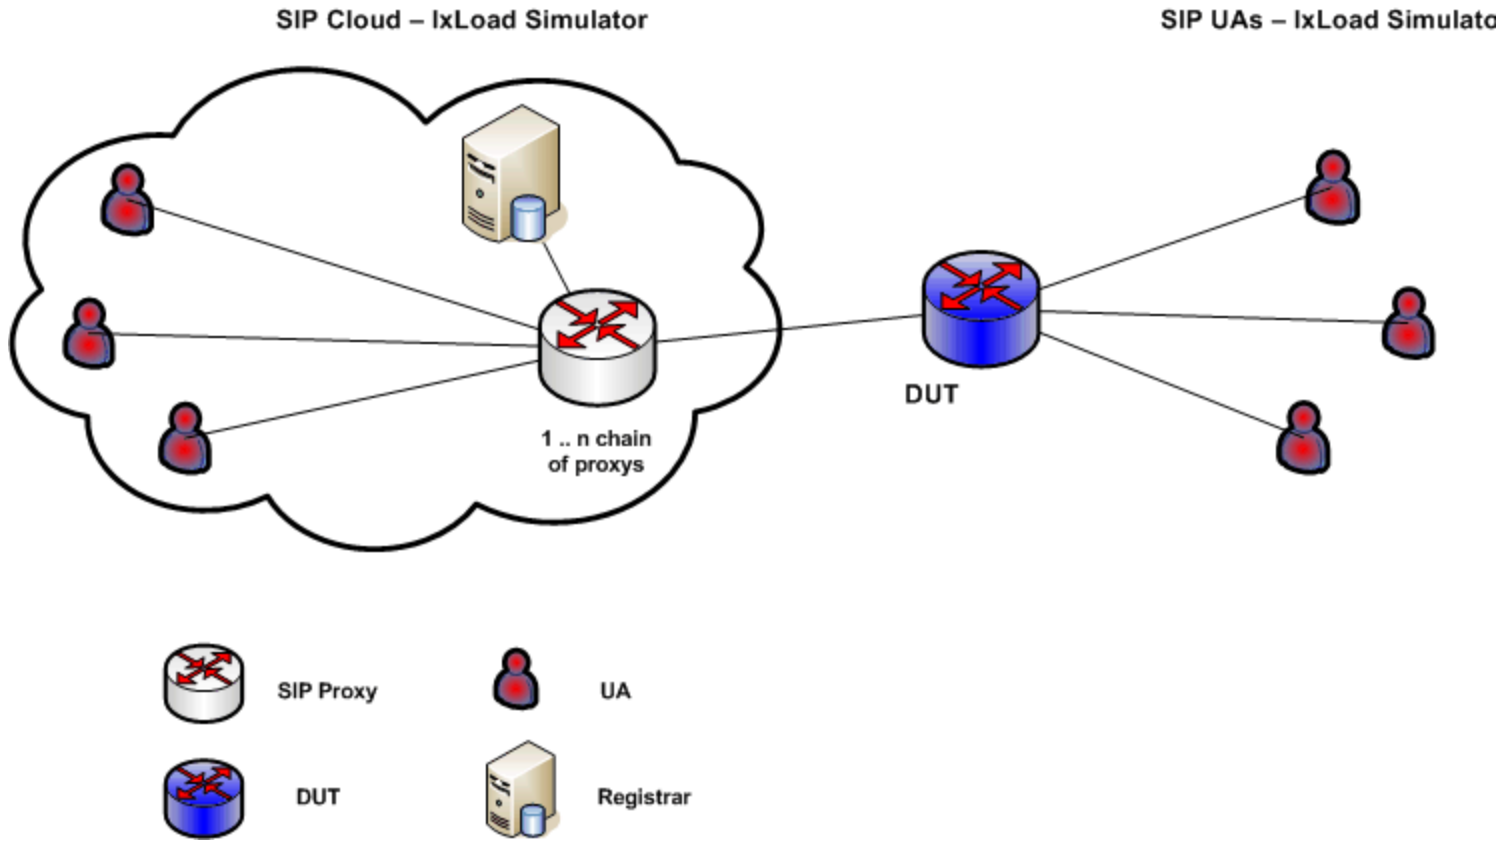 SIP Cloud – IxLoad Simulator
SIP UAs – IxLoad Simulato
DUT
1 .. n chain
of proxys
SIP Proxy
UA
DUT
Registrar